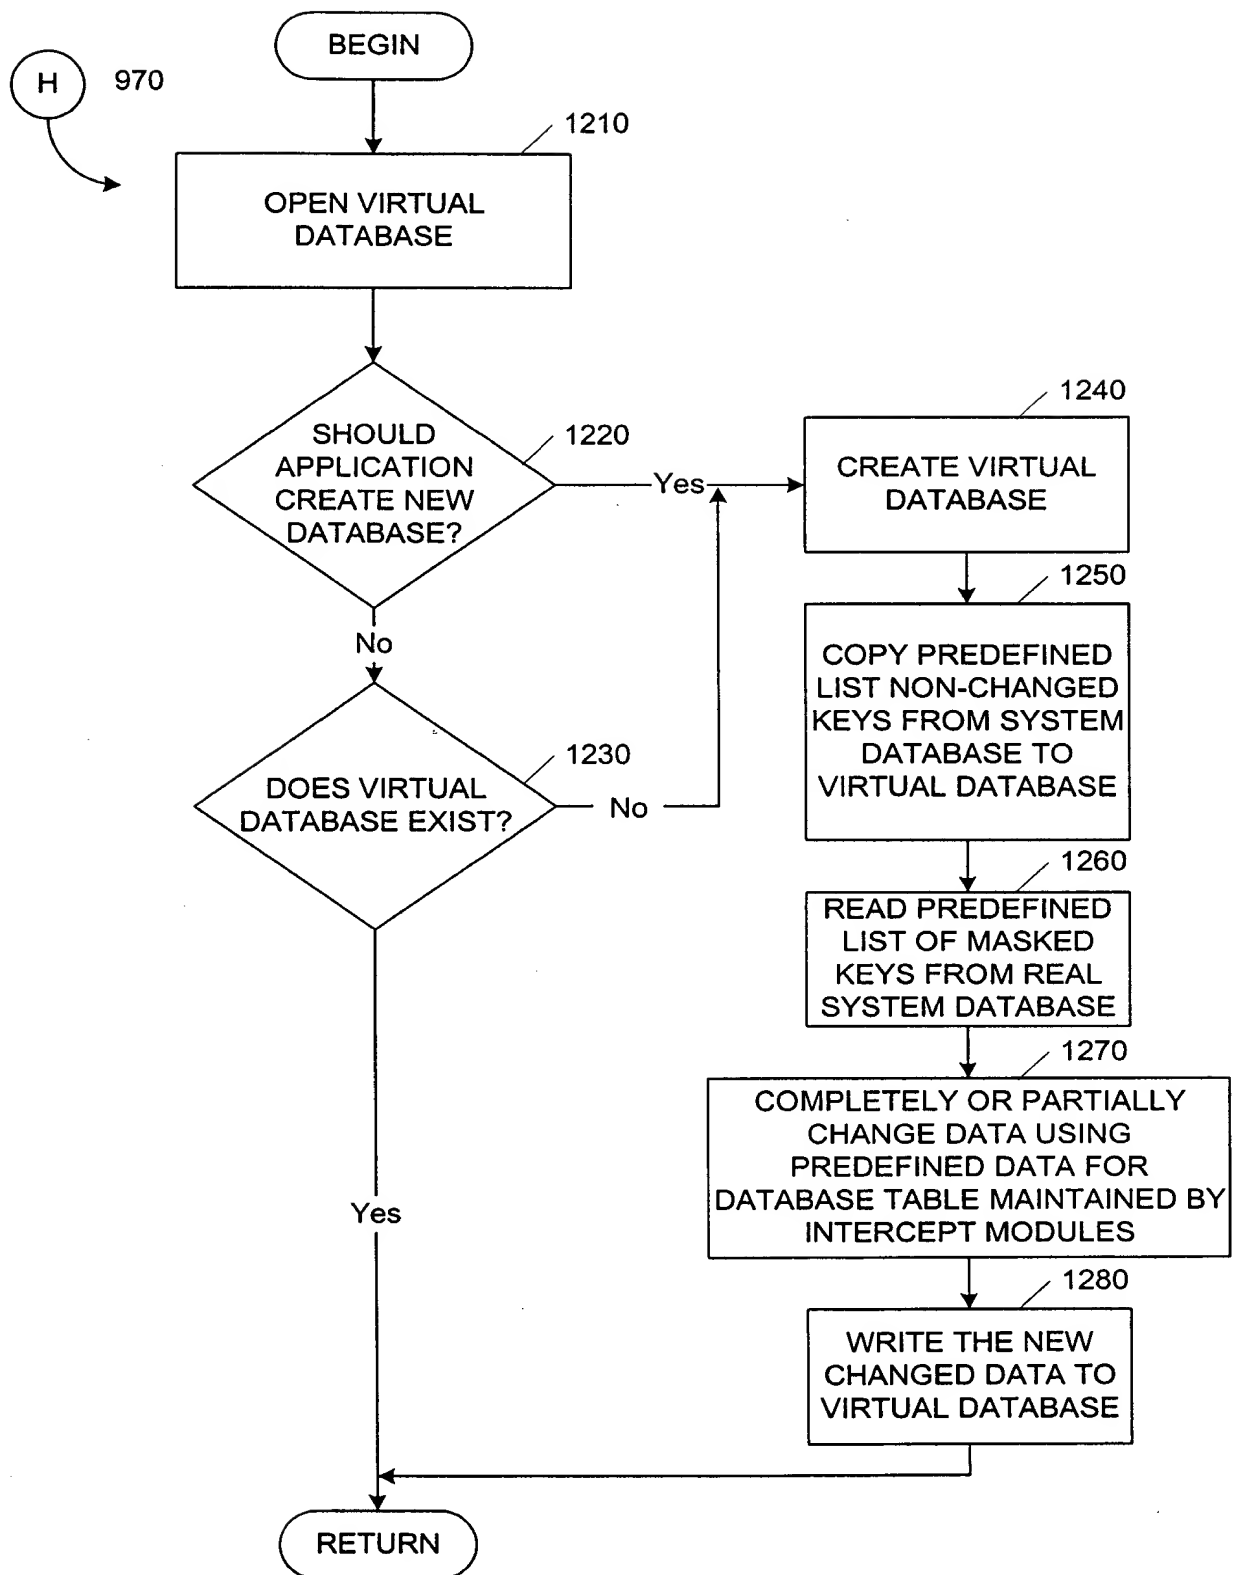 BEGIN
H
970
1210
OPEN VIRTUAL
DATABASE
1220
SHOULD
APPLICATION
CREATE NEW
DATABASE?
Yes
No
1230
DOES VIRTUAL
DATABASE EXIST?
No
Yes
1240
CREATE VIRTUAL
DATABASE
1250
COPY PREDEFINED
LIST NON-CHANGED
KEYS FROM SYSTEM
DATABASE TO
VIRTUAL DATABASE
1260
READ PREDEFINED
LIST OF MASKED
KEYS FROM REAL
SYSTEM DATABASE
1270
COMPLETELY OR PARTIALLY
CHANGE DATA USING
PREDEFINED DATA FOR
DATABASE TABLE MAINTAINED BY
INTERCEPT MODULES
1280
WRITE THE NEW
CHANGED DATA TO
VIRTUAL DATABASE
RETURN